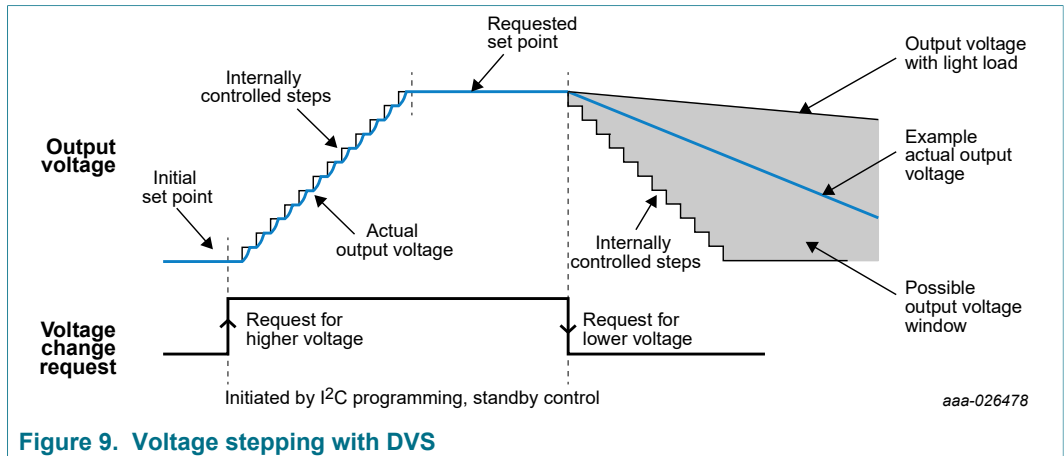 Requested
set point
Output voltage
with light load
Internally
controlled steps
Output
voltage
Example
actual output
voltage
Initial
set point
Actual
output voltage
Internally
controlled steps
Possible
output voltage
window
Voltage
change
request
Request for
higher voltage
Request for
lower voltage
Initiated by I²C programming, standby control
aaa-026478
Figure 9. Voltage stepping with DVS